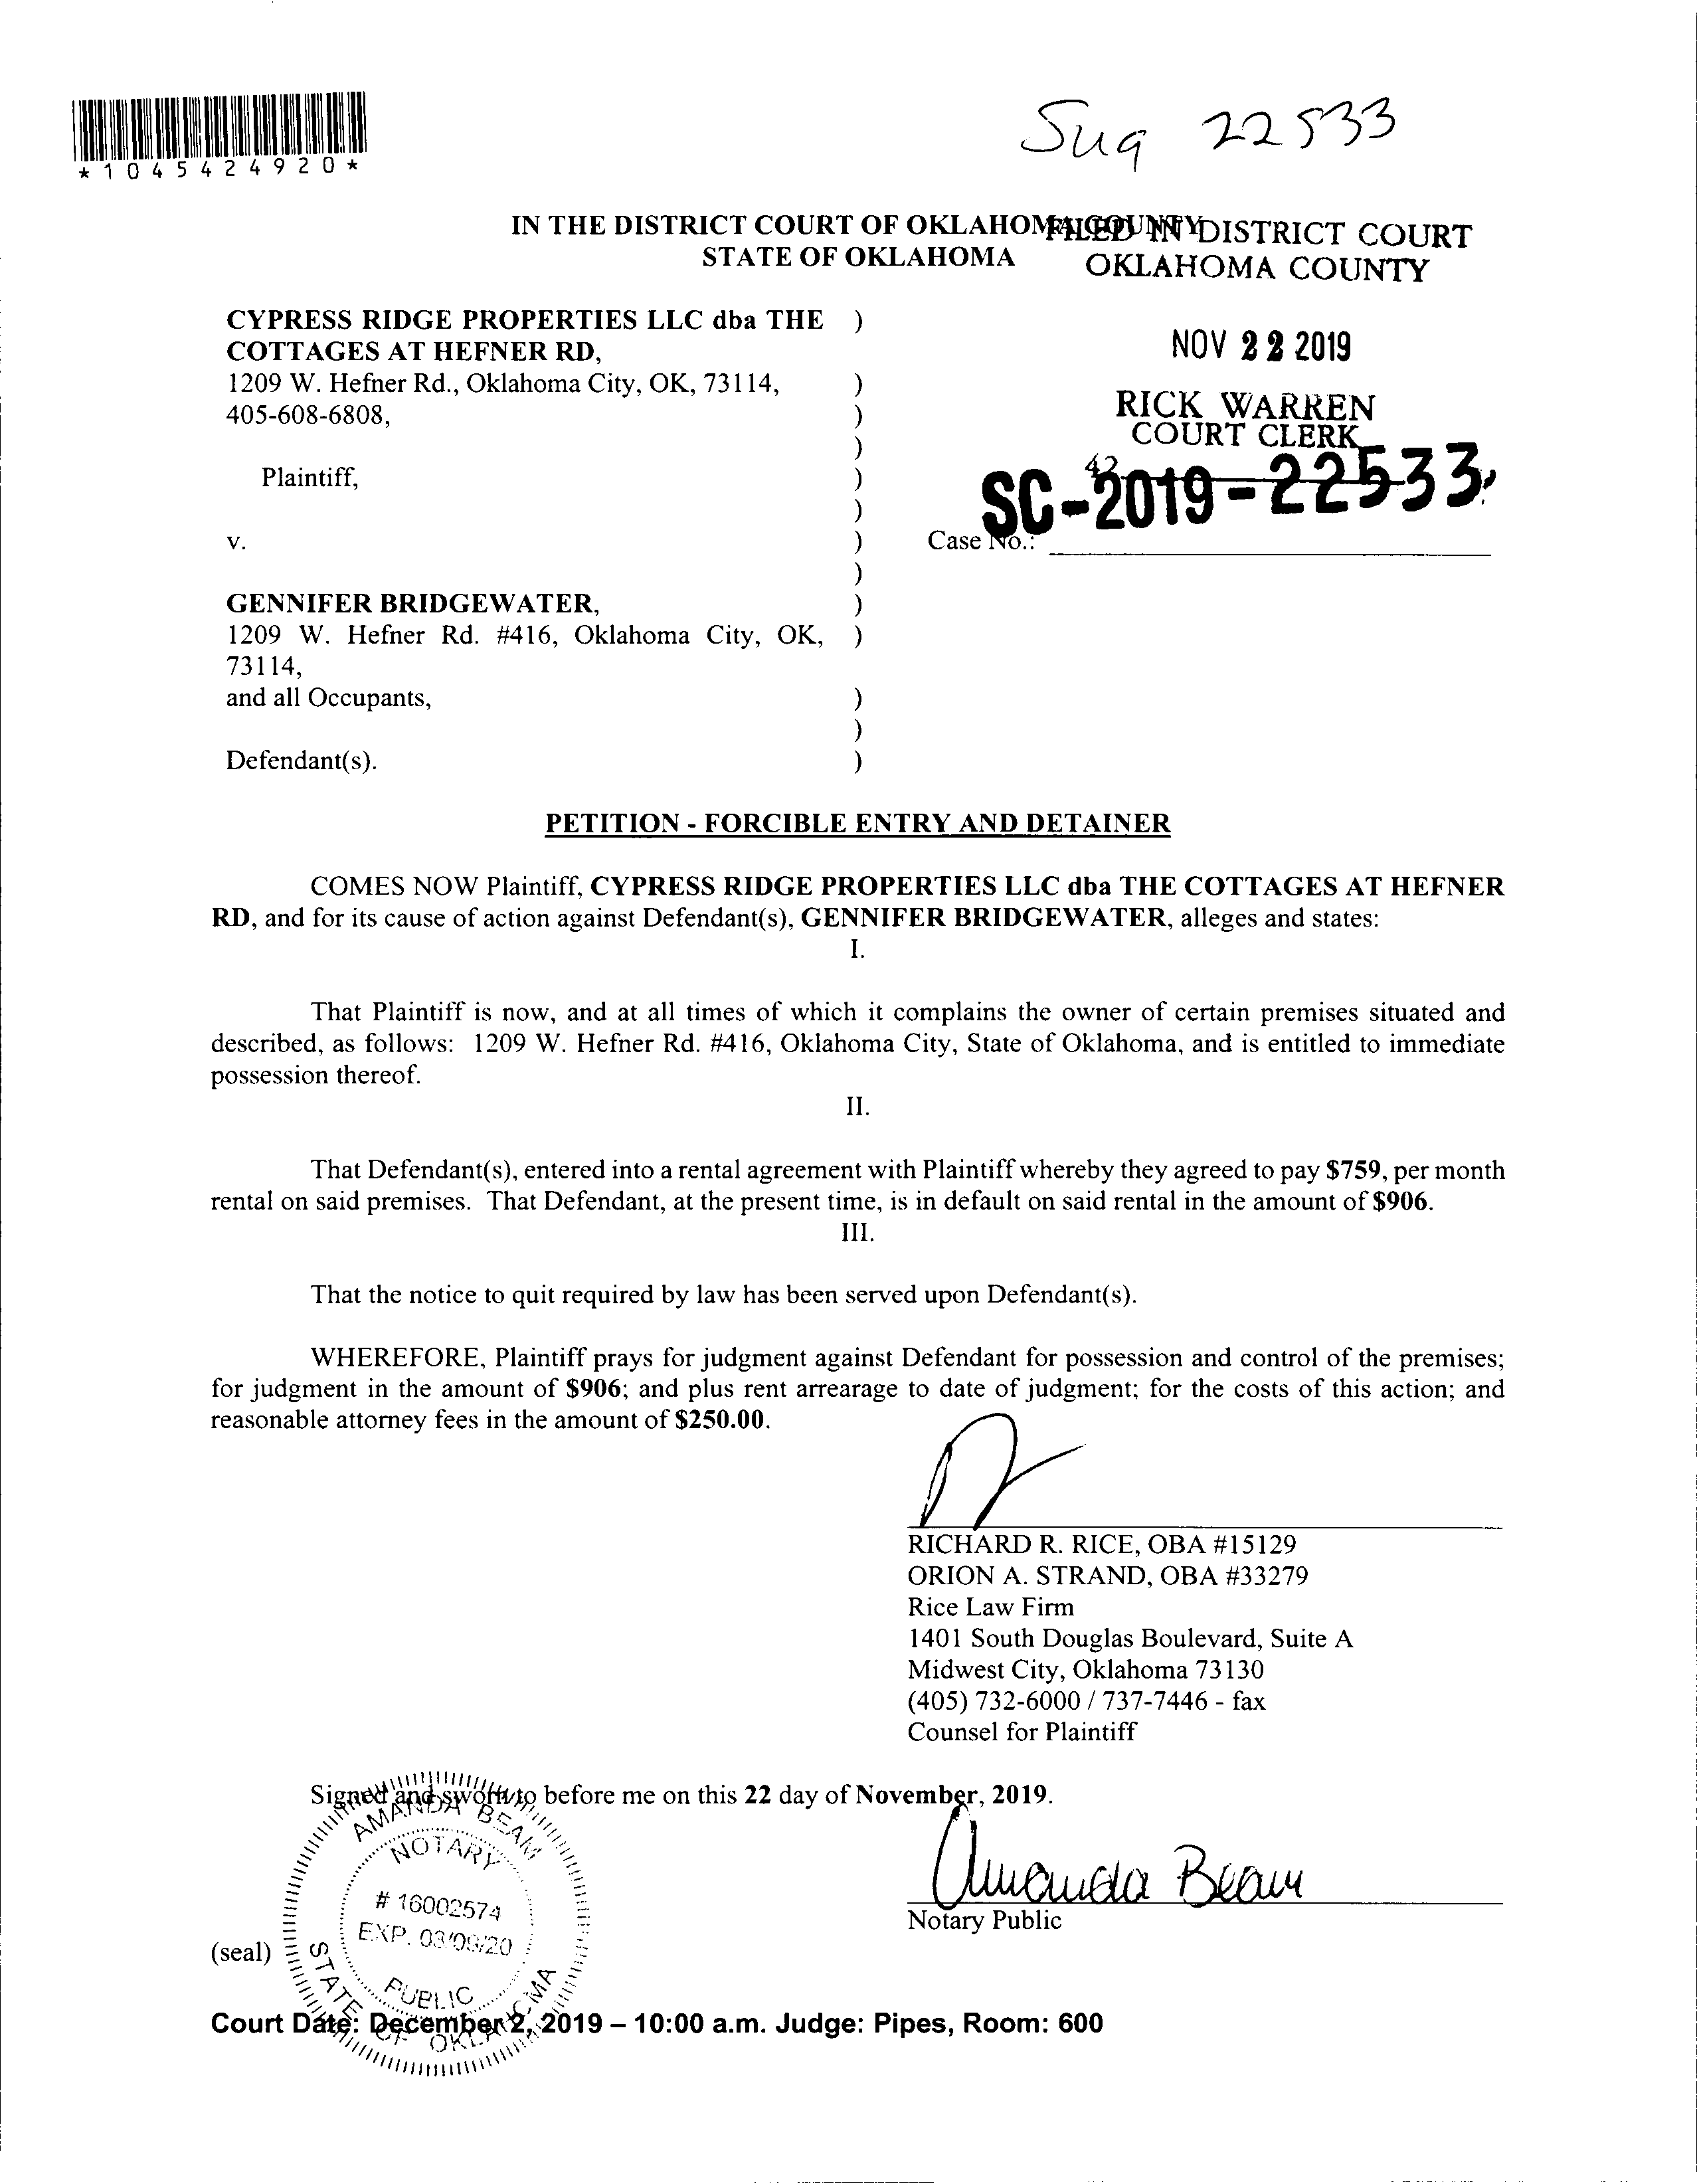 *1045424920*
22533
IN THE DISTRICT COURT OF OKLAHOMA COUNTY
STATE OF OKLAHOMA
FILED IN DISTRICT COURT
OKLAHOMA COUNTY
NOV 22 2019
RICK WARREN
COURT CLERK
42
SC-2019-22533
CYPRESS RIDGE PROPERTIES LLC dba THE )
COTTAGES AT HEFNER RD,
1209 W. Hefner Rd., Oklahoma City, OK, 73114, )
405-608-6808, )
)
Plaintiff, )
)
v. ) Case No.:
)
GENNIFER BRIDGEWATER, )
1209 W. Hefner Rd. #416, Oklahoma City, OK, )
73114,
and all Occupants, )
)
Defendant(s). )
PETITION - FORCIBLE ENTRY AND DETAINER
COMES NOW Plaintiff, CYPRESS RIDGE PROPERTIES LLC dba THE COTTAGES AT HEFNER
RD, and for its cause of action against Defendant(s), GENNIFER BRIDGEWATER, alleges and states:
I.
That Plaintiff is now, and at all times of which it complains the owner of certain premises situated and
described, as follows: 1209 W. Hefner Rd. #416, Oklahoma City, State of Oklahoma, and is entitled to immediate
possession thereof.
II.
That Defendant(s), entered into a rental agreement with Plaintiff whereby they agreed to pay $759, per month
rental on said premises. That Defendant, at the present time, is in default on said rental in the amount of $906.
III.
That the notice to quit required by law has been served upon Defendant(s).
WHEREFORE, Plaintiff prays for judgment against Defendant for possession and control of the premises;
for judgment in the amount of $906; and plus rent arrearage to date of judgment; for the costs of this action; and
reasonable attorney fees in the amount of $250.00.
RICHARD R. RICE, OBA #15129
ORION A. STRAND, OBA #33279
Rice Law Firm
1401 South Douglas Boulevard, Suite A
Midwest City, Oklahoma 73130
(405) 732-6000 / 737-7446 - fax
Counsel for Plaintiff
Signed and sworn to before me on this 22 day of November, 2019.
Amanda Beam
Notary Public
(seal)
AMANDA BEAM
NOTARY
# 16002574
EXP.
PUBLIC
STATE OF OKLAHOMA
Court Date: December 2, 2019 – 10:00 a.m. Judge: Pipes, Room: 600